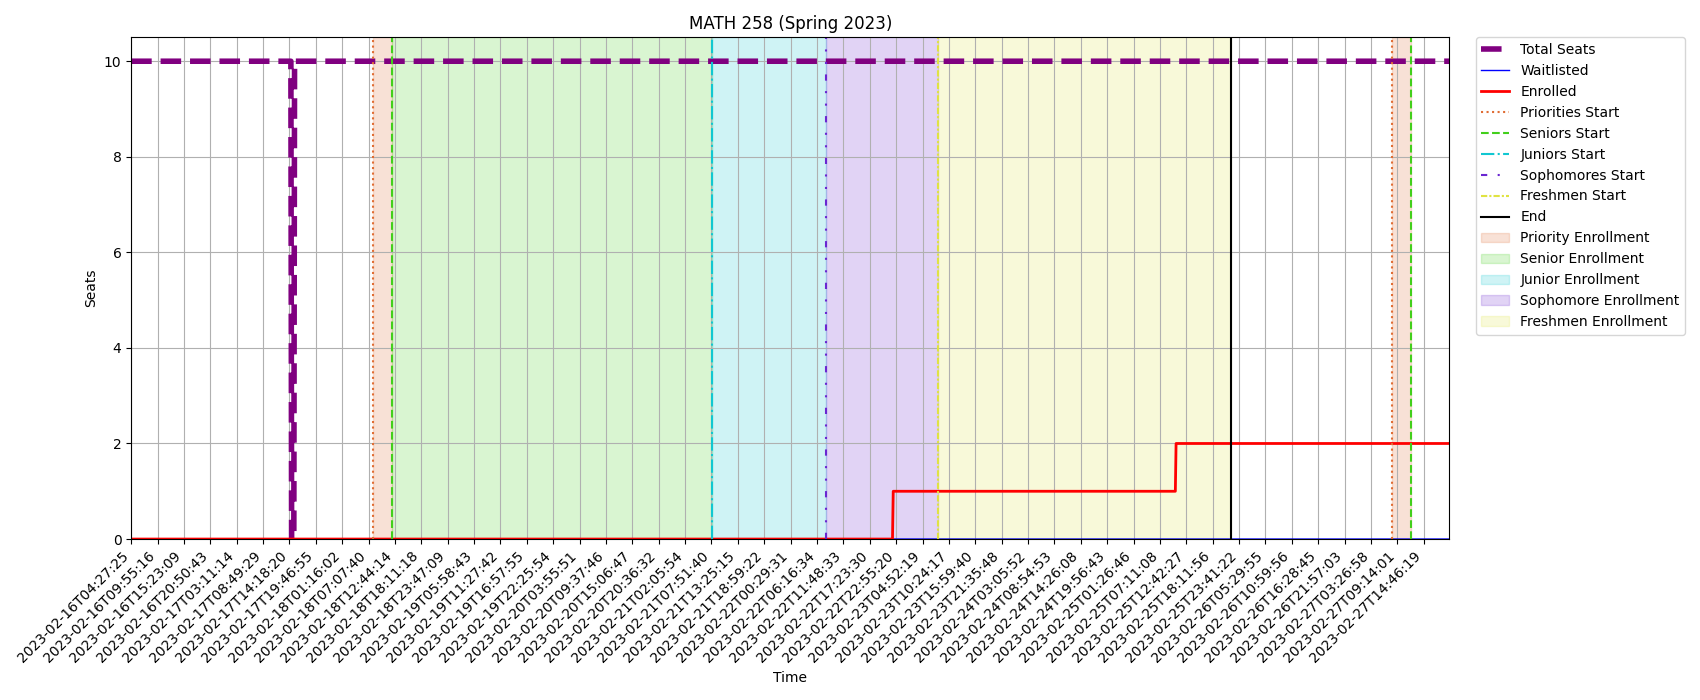 MATH 258 (Spring 2023)
Total Seats
Waitlisted
Enrolled
Priorities Start
Seniors Start
Juniors Start
Sophomores Start
Freshmen Start
End
Priority Enrollment
Senior Enrollment
Junior Enrollment
Sophomore Enrollment
Freshmen Enrollment
Seats
10
8
6
4
2
0
2023-02-16T04:27:25
2023-02-16T09:55:16
2023-02-16T15:23:09
2023-02-16T20:50:43
2023-02-17T03:11:14
2023-02-17T08:49:29
2023-02-17T14:18:20
2023-02-17T19:46:55
2023-02-18T01:16:02
2023-02-18T07:07:40
2023-02-18T12:44:14
2023-02-18T18:11:18
2023-02-18T23:47:09
2023-02-19T05:58:43
2023-02-19T11:27:42
2023-02-19T16:57:55
2023-02-19T22:25:54
2023-02-20T03:55:51
2023-02-20T09:37:46
2023-02-20T15:06:47
2023-02-20T20:36:32
2023-02-21T02:05:54
2023-02-21T07:51:40
2023-02-21T13:25:15
2023-02-21T18:59:22
2023-02-22T00:29:31
2023-02-22T06:16:34
2023-02-22T11:48:33
2023-02-22T17:23:30
2023-02-22T22:55:20
2023-02-23T04:52:19
2023-02-23T10:24:17
2023-02-23T15:59:40
2023-02-23T21:35:48
2023-02-24T03:05:52
2023-02-24T08:54:53
2023-02-24T14:26:08
2023-02-24T19:56:43
2023-02-25T01:26:46
2023-02-25T07:11:08
2023-02-25T12:42:27
2023-02-25T18:11:56
2023-02-25T23:41:22
2023-02-26T05:29:55
2023-02-26T10:59:56
2023-02-26T16:28:45
2023-02-26T21:57:03
2023-02-27T03:26:58
2023-02-27T09:14:01
2023-02-27T14:46:19
Time